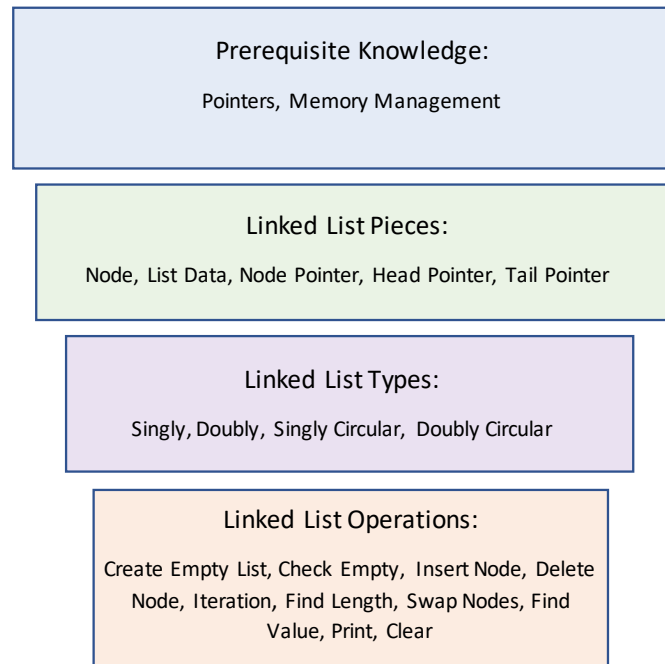 Prerequisite Knowledge:
Pointers, Memory Management
Linked List Pieces:
Node, List Data, Node Pointer, Head Pointer, Tail Pointer
Linked List Types:
Singly, Doubly, Singly Circular, Doubly Circular
Linked List Operations:
Create Empty List, Check Empty, Insert Node, Delete
Node, Iteration, Find Length, Swap Nodes, Find
Value, Print, Clear